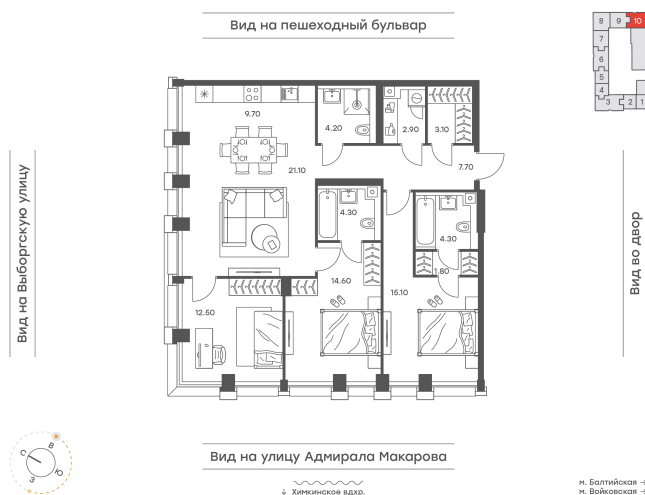 Вид на пешеходный бульвар
8 9 10
7
6
5
4
3 2 1
9.70
4.20
2.90
3.10
21.10
7.70
4.30
4.30
1.80
14.60
15.10
12.50
Вид на Выборгскую улицу
Вид во двор
Вид на улицу Адмирала Макарова
С В
З Ю
↓ Химкинское вдхр.
м. Балтийская →
м. Войковская →